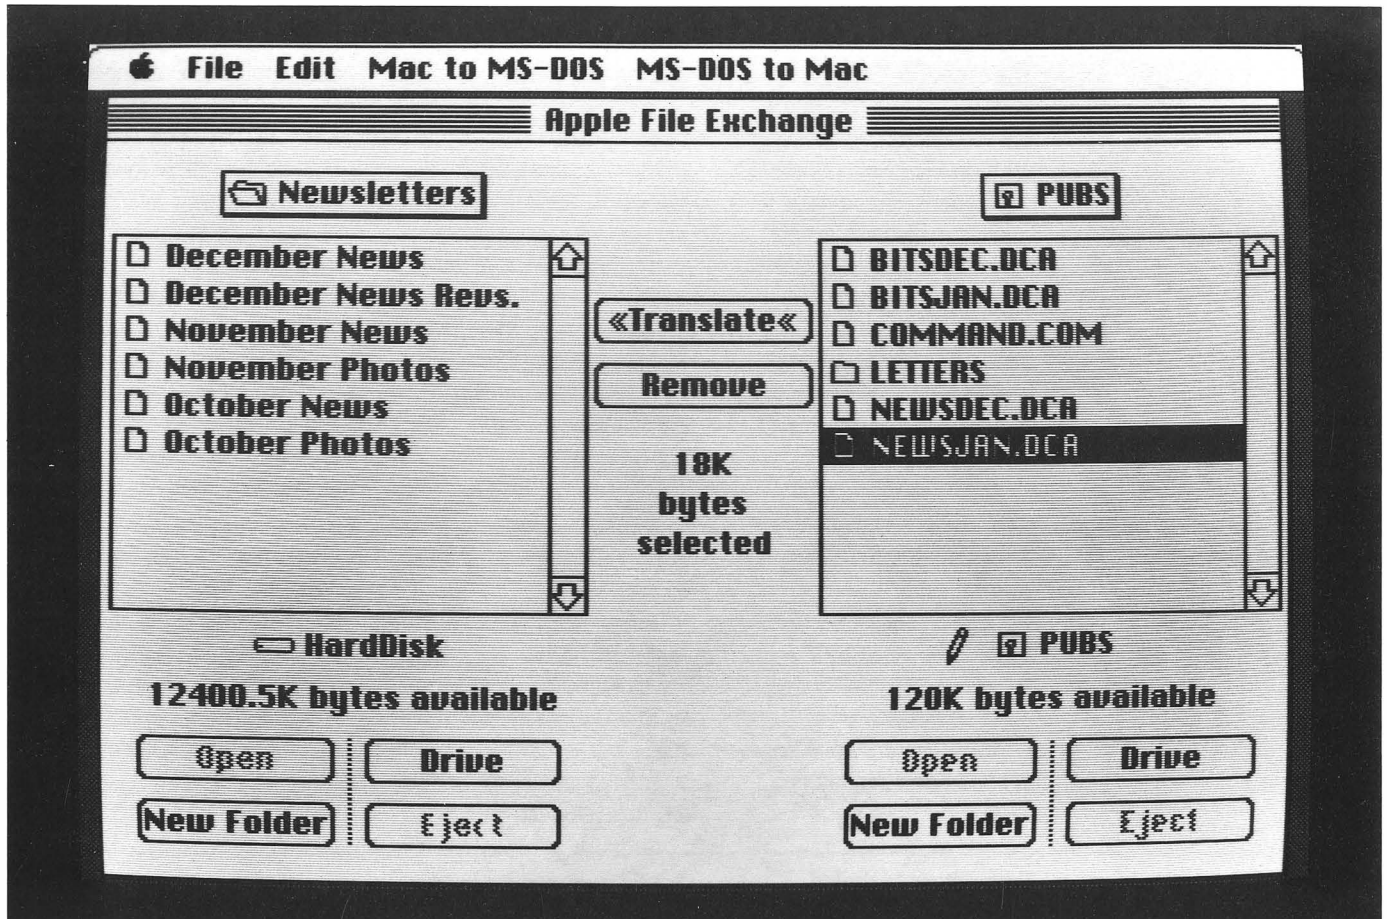 File Edit Mac to MS-DOS MS-DOS to Mac
Apple File Exchange
Newsletters
December News
December News Revs.
November News
November Photos
October News
October Photos
«Translate«
Remove
18K
bytes
selected
PUBS
BITSDEC.DCA
BITSJAN.DCA
COMMAND.COM
LETTERS
NEWSDEC.DCA
NEWSJAN.DCA
HardDisk
12400.5K bytes available
Open
Drive
New Folder
Eject
PUBS
120K bytes available
Open
Drive
New Folder
Eject